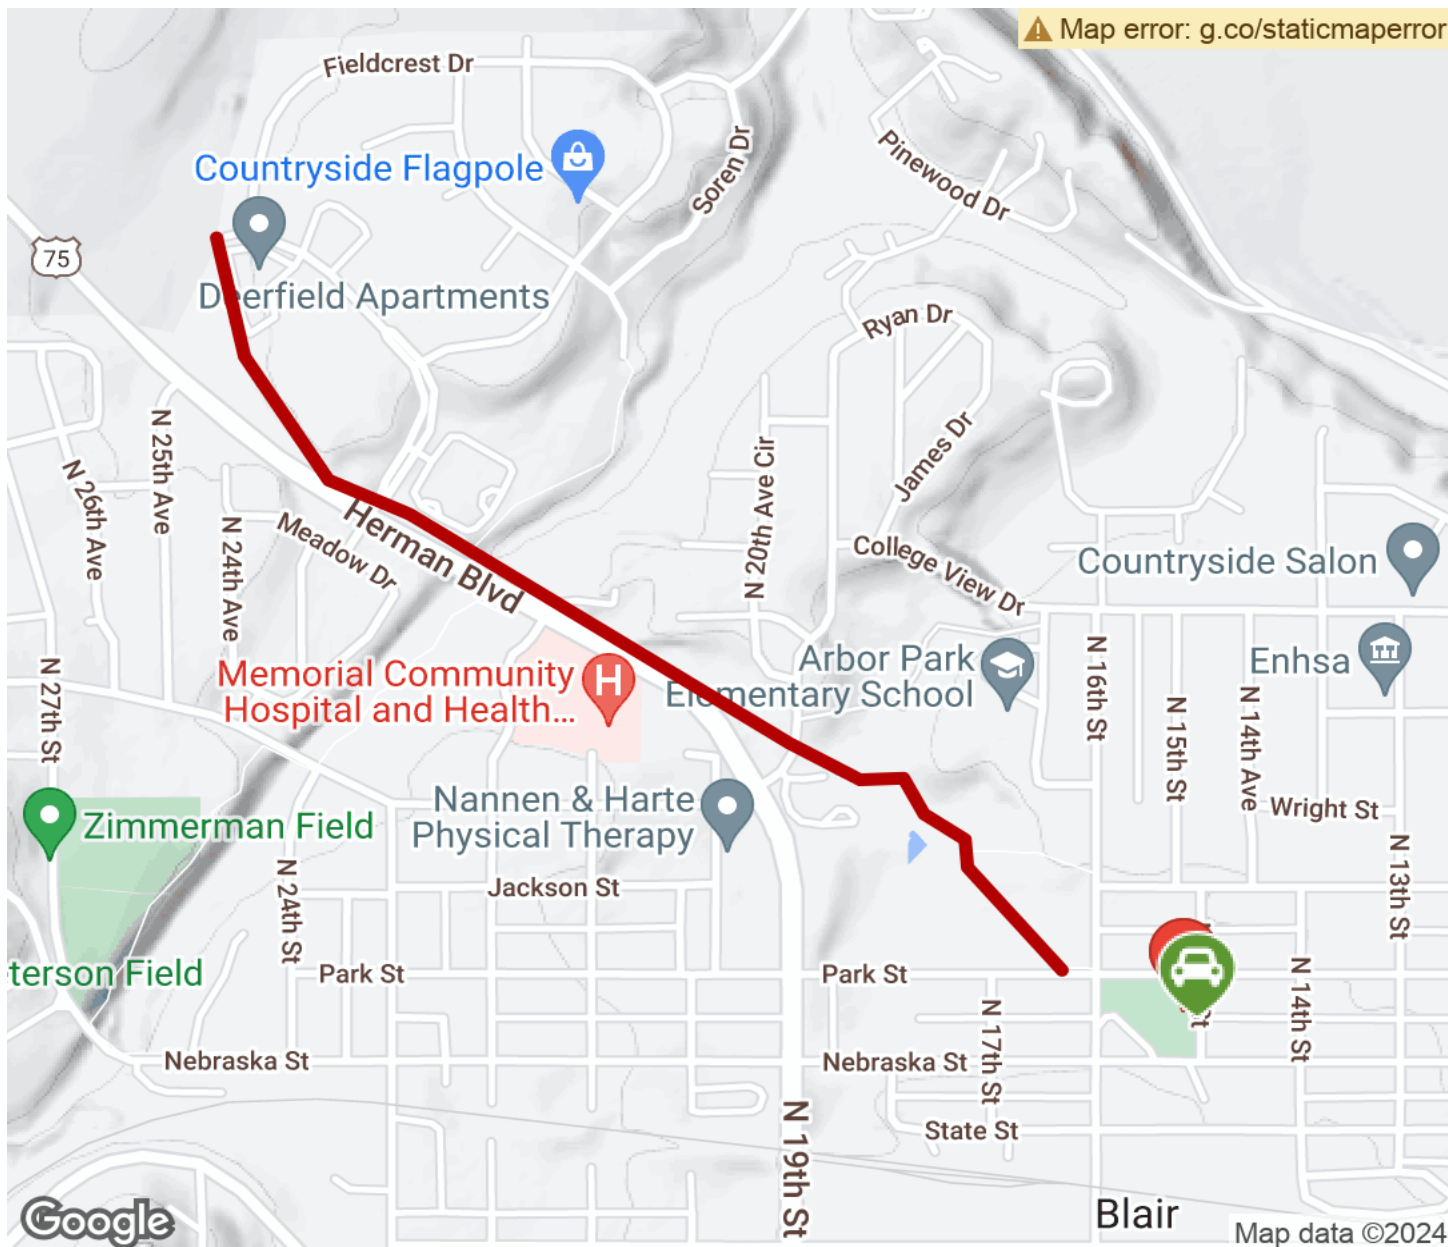 Map error: g.co/staticmaperror
Fieldcrest Dr
Countryside Flagpole
Soren Dr
Pinewood Dr
75
Deerfield Apartments
Ryan Dr
N 25th Ave
N 26th Ave
N 24th Ave
Meadow Dr
Herman Blvd
N 20th Ave Cir
James Dr
College View Dr
Countryside Salon
N 27th St
Memorial Community
Hospital and Health...
H
Arbor Park
Elementary School
N 16th St
N 15th St
N 14th Ave
Enhsa
Zimmerman Field
Nannen & Harte
Physical Therapy
Wright St
N 13th St
N 24th St
Jackson St
terson Field
Park St
Park St
N 17th St
N 14th St
St
Nebraska St
Nebraska St
N 19th St
State St
Blair
Google
Map data ©2024